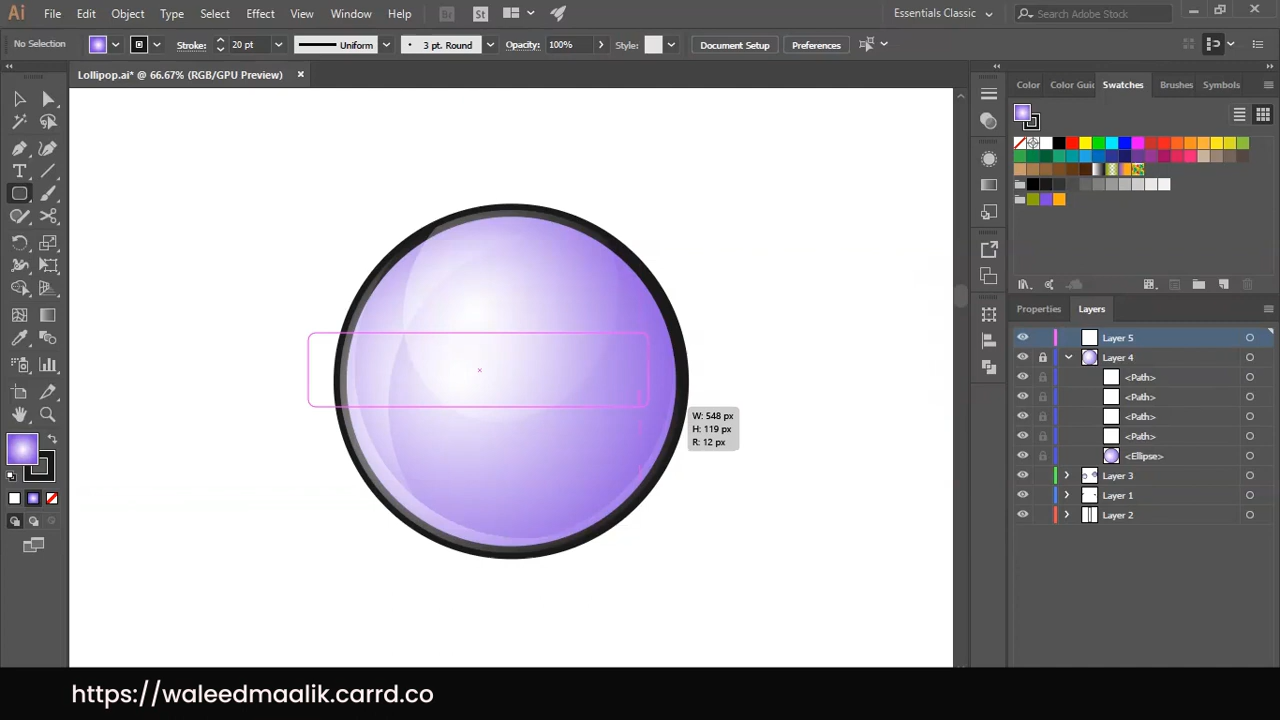 Ai File Edit Object Type Select Effect View Window Help Br St Essentials Classic Search Adobe Stock
No Selection Stroke: 20 pt Uniform 3 pt. Round Opacity: 100% Style: Document Setup Preferences
Lollipop.ai* @ 66.67% (RGB/GPU Preview)
Color Color Guid Swatches Brushes Symbols
Properties Layers
Layer 5
Layer 4
<Path>
<Path>
<Path>
<Path>
<Ellipse>
Layer 3
Layer 1
Layer 2
W: 548 px
H: 119 px
R: 12 px
https://waleedmaalik.carrd.co